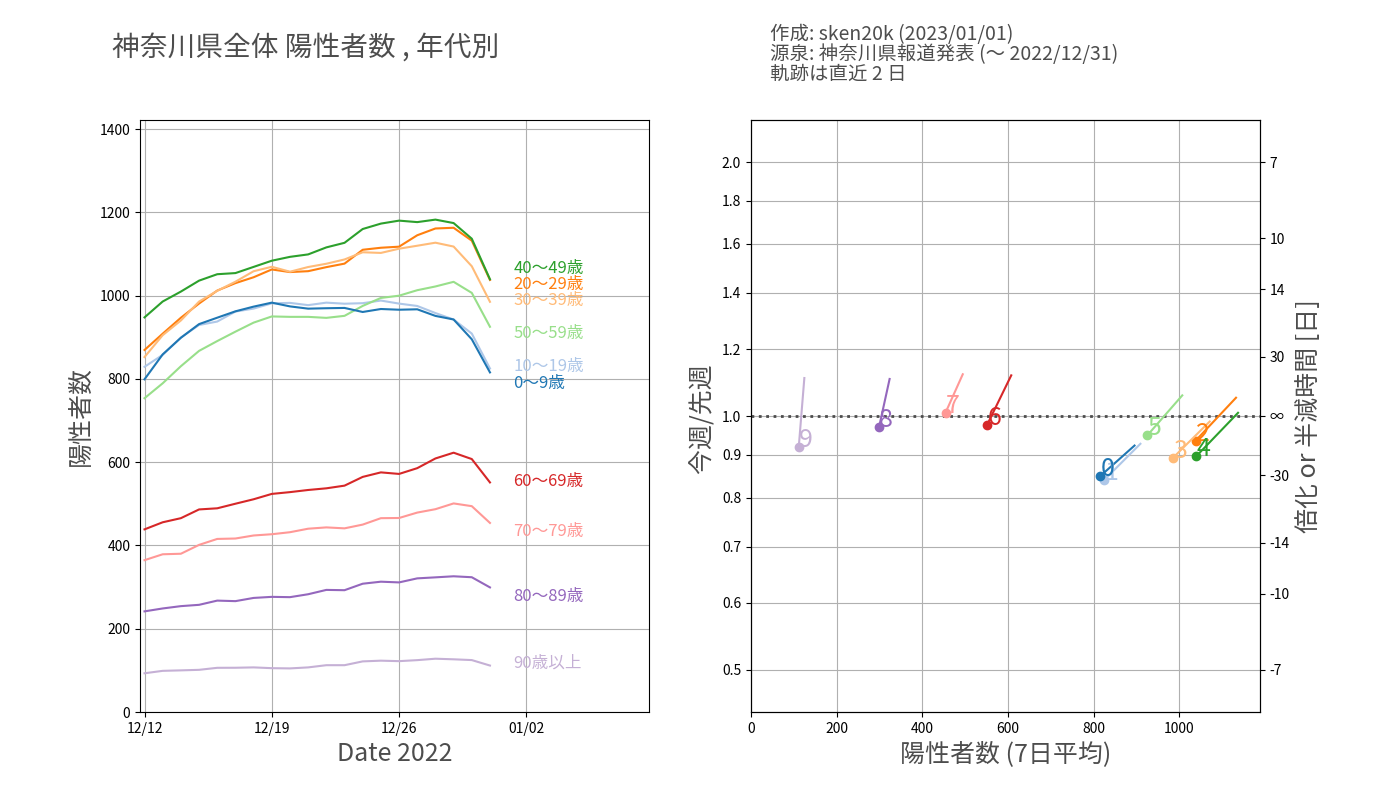 神奈川県全体 陽性者数 , 年代別
作成: sken20k (2023/01/01)
源泉: 神奈川県報道発表 (〜 2022/12/31)
軌跡は直近 2 日
陽性者数
1400
1200
1000
800
600
400
200
0
40〜49歳
20〜29歳
30〜39歳
50〜59歳
10〜19歳
0〜9歳
60〜69歳
70〜79歳
80〜89歳
90歳以上
12/12
12/19
12/26
01/02
Date 2022
今週/先週
2.0
1.8
1.6
1.4
1.2
1.0
0.9
0.8
0.7
0.6
0.5
9
8
7
6
0
1
5
3
2
4
7
10
14
30
∞
-30
-14
-10
-7
倍化 or 半減時間 [日]
0
200
400
600
800
1000
陽性者数 (7日平均)